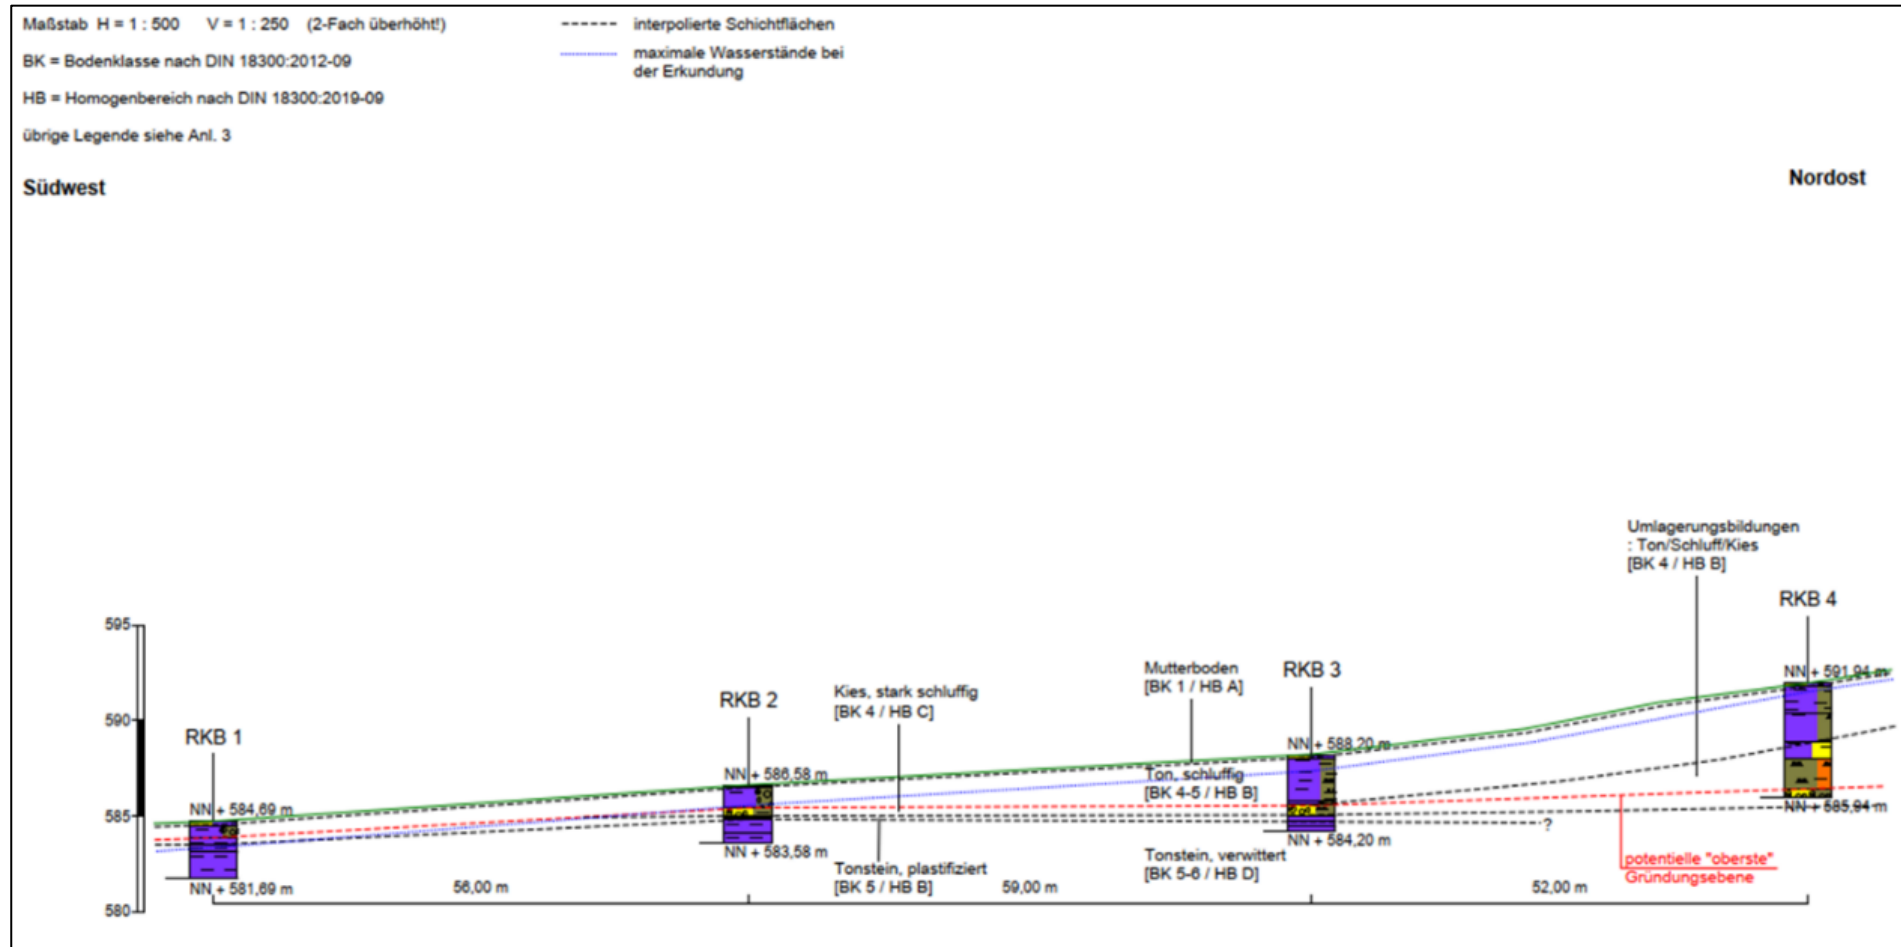 Maßstab H = 1 : 500 V = 1 : 250 (2-Fach überhöht!)
BK = Bodenklasse nach DIN 18300:2012-09
HB = Homogenbereich nach DIN 18300:2019-09
übrige Legende siehe Anl. 3
interpolierte Schichtflächen
maximale Wasserstände bei
der Erkundung
Südwest
Nordost
Umlagerungsbildungen
: Ton/Schluff/Kies
[BK 4 / HB B]
595
590
585
580
RKB 1
NN + 584,69 m
NN + 581,69 m
RKB 2
NN + 586,58 m
NN + 583,58 m
Kies, stark schluffig
[BK 4 / HB C]
Tonstein, plastifiziert
[BK 5 / HB B]
Mutterboden
[BK 1 / HB A]
Ton, schluffig
[BK 4-5 / HB B]
Tonstein, verwittert
[BK 5-6 / HB D]
RKB 3
NN + 588,20 m
NN + 584,20 m
?
RKB 4
NN + 591,94 m
NN + 585,94 m
potentielle "oberste"
Gründungsebene
56,00 m
59,00 m
52,00 m